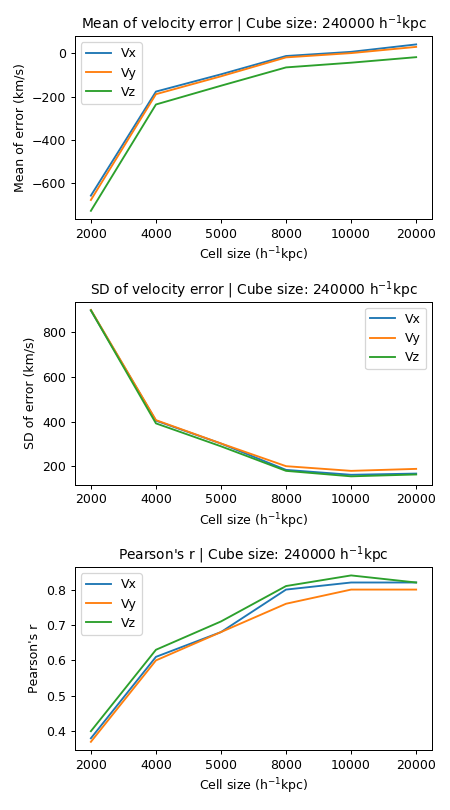 Mean of velocity error | Cube size: 240000 h⁻¹kpc
Vx
Vy
Vz
0
−200
−400
−600
Mean of error (km/s)
2000 4000 5000 8000 10000 20000
Cell size (h⁻¹kpc)
SD of velocity error | Cube size: 240000 h⁻¹kpc
Vx
Vy
Vz
800
600
400
200
SD of error (km/s)
2000 4000 5000 8000 10000 20000
Cell size (h⁻¹kpc)
Pearson's r | Cube size: 240000 h⁻¹kpc
Vx
Vy
Vz
0.8
0.7
0.6
0.5
0.4
Pearson's r
2000 4000 5000 8000 10000 20000
Cell size (h⁻¹kpc)